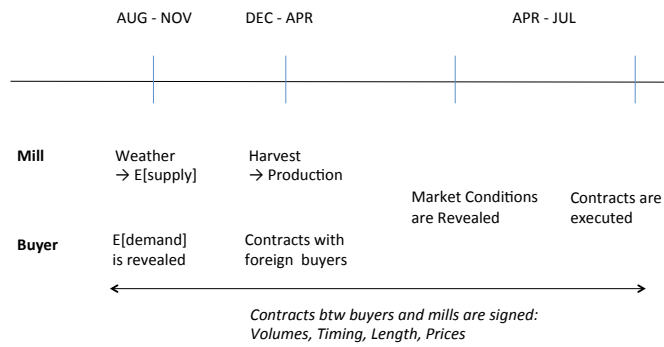 AUG - NOV
DEC - APR
APR - JUL
Mill
Weather
→ E[supply]
Harvest
→ Production
Market Conditions
are Revealed
Contracts are
executed
Buyer
E[demand]
is revealed
Contracts with
foreign buyers
Contracts btw buyers and mills are signed:
Volumes, Timing, Length, Prices